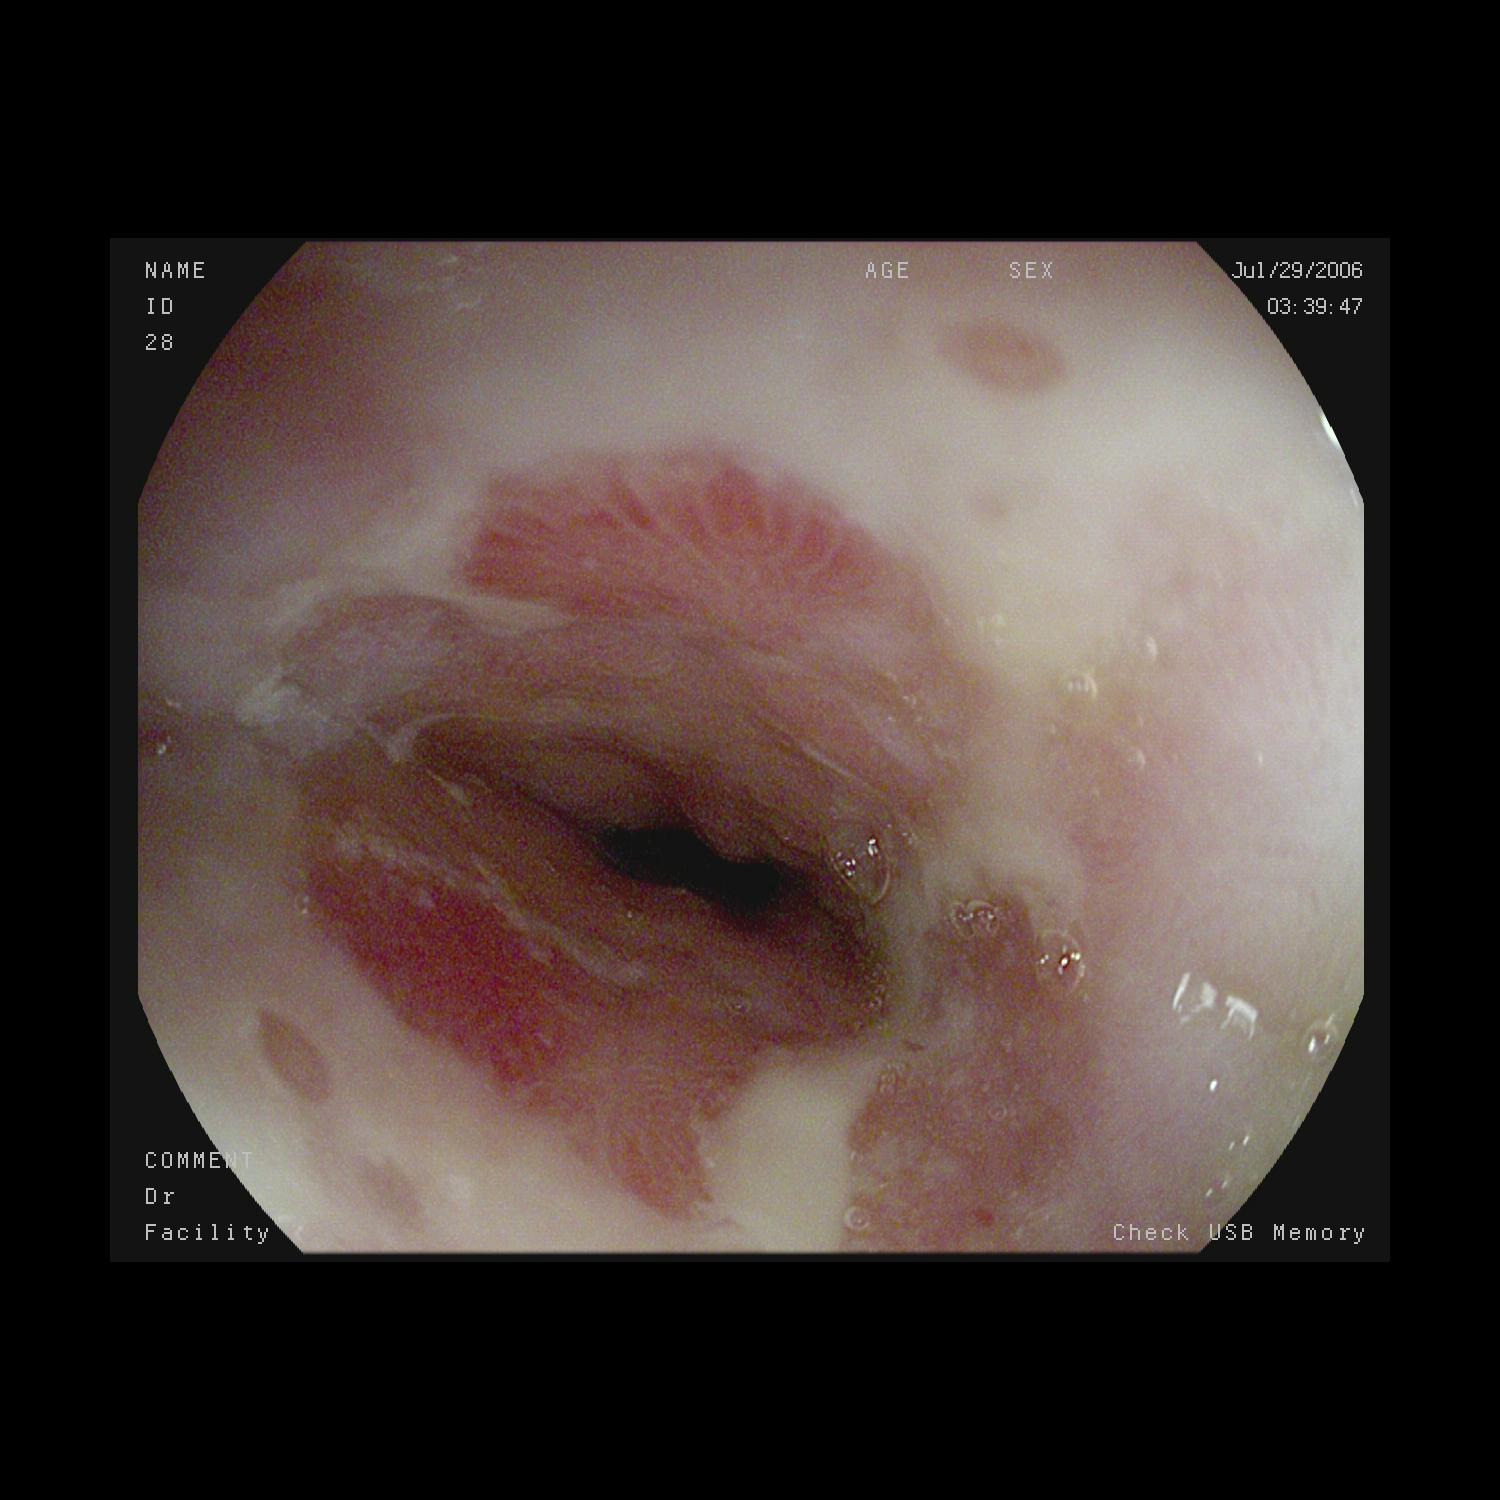 NAME AGE SEX Jul/29/2006
ID 03:39:47
28
COMMENT
Dr
Facility Check USB Memory